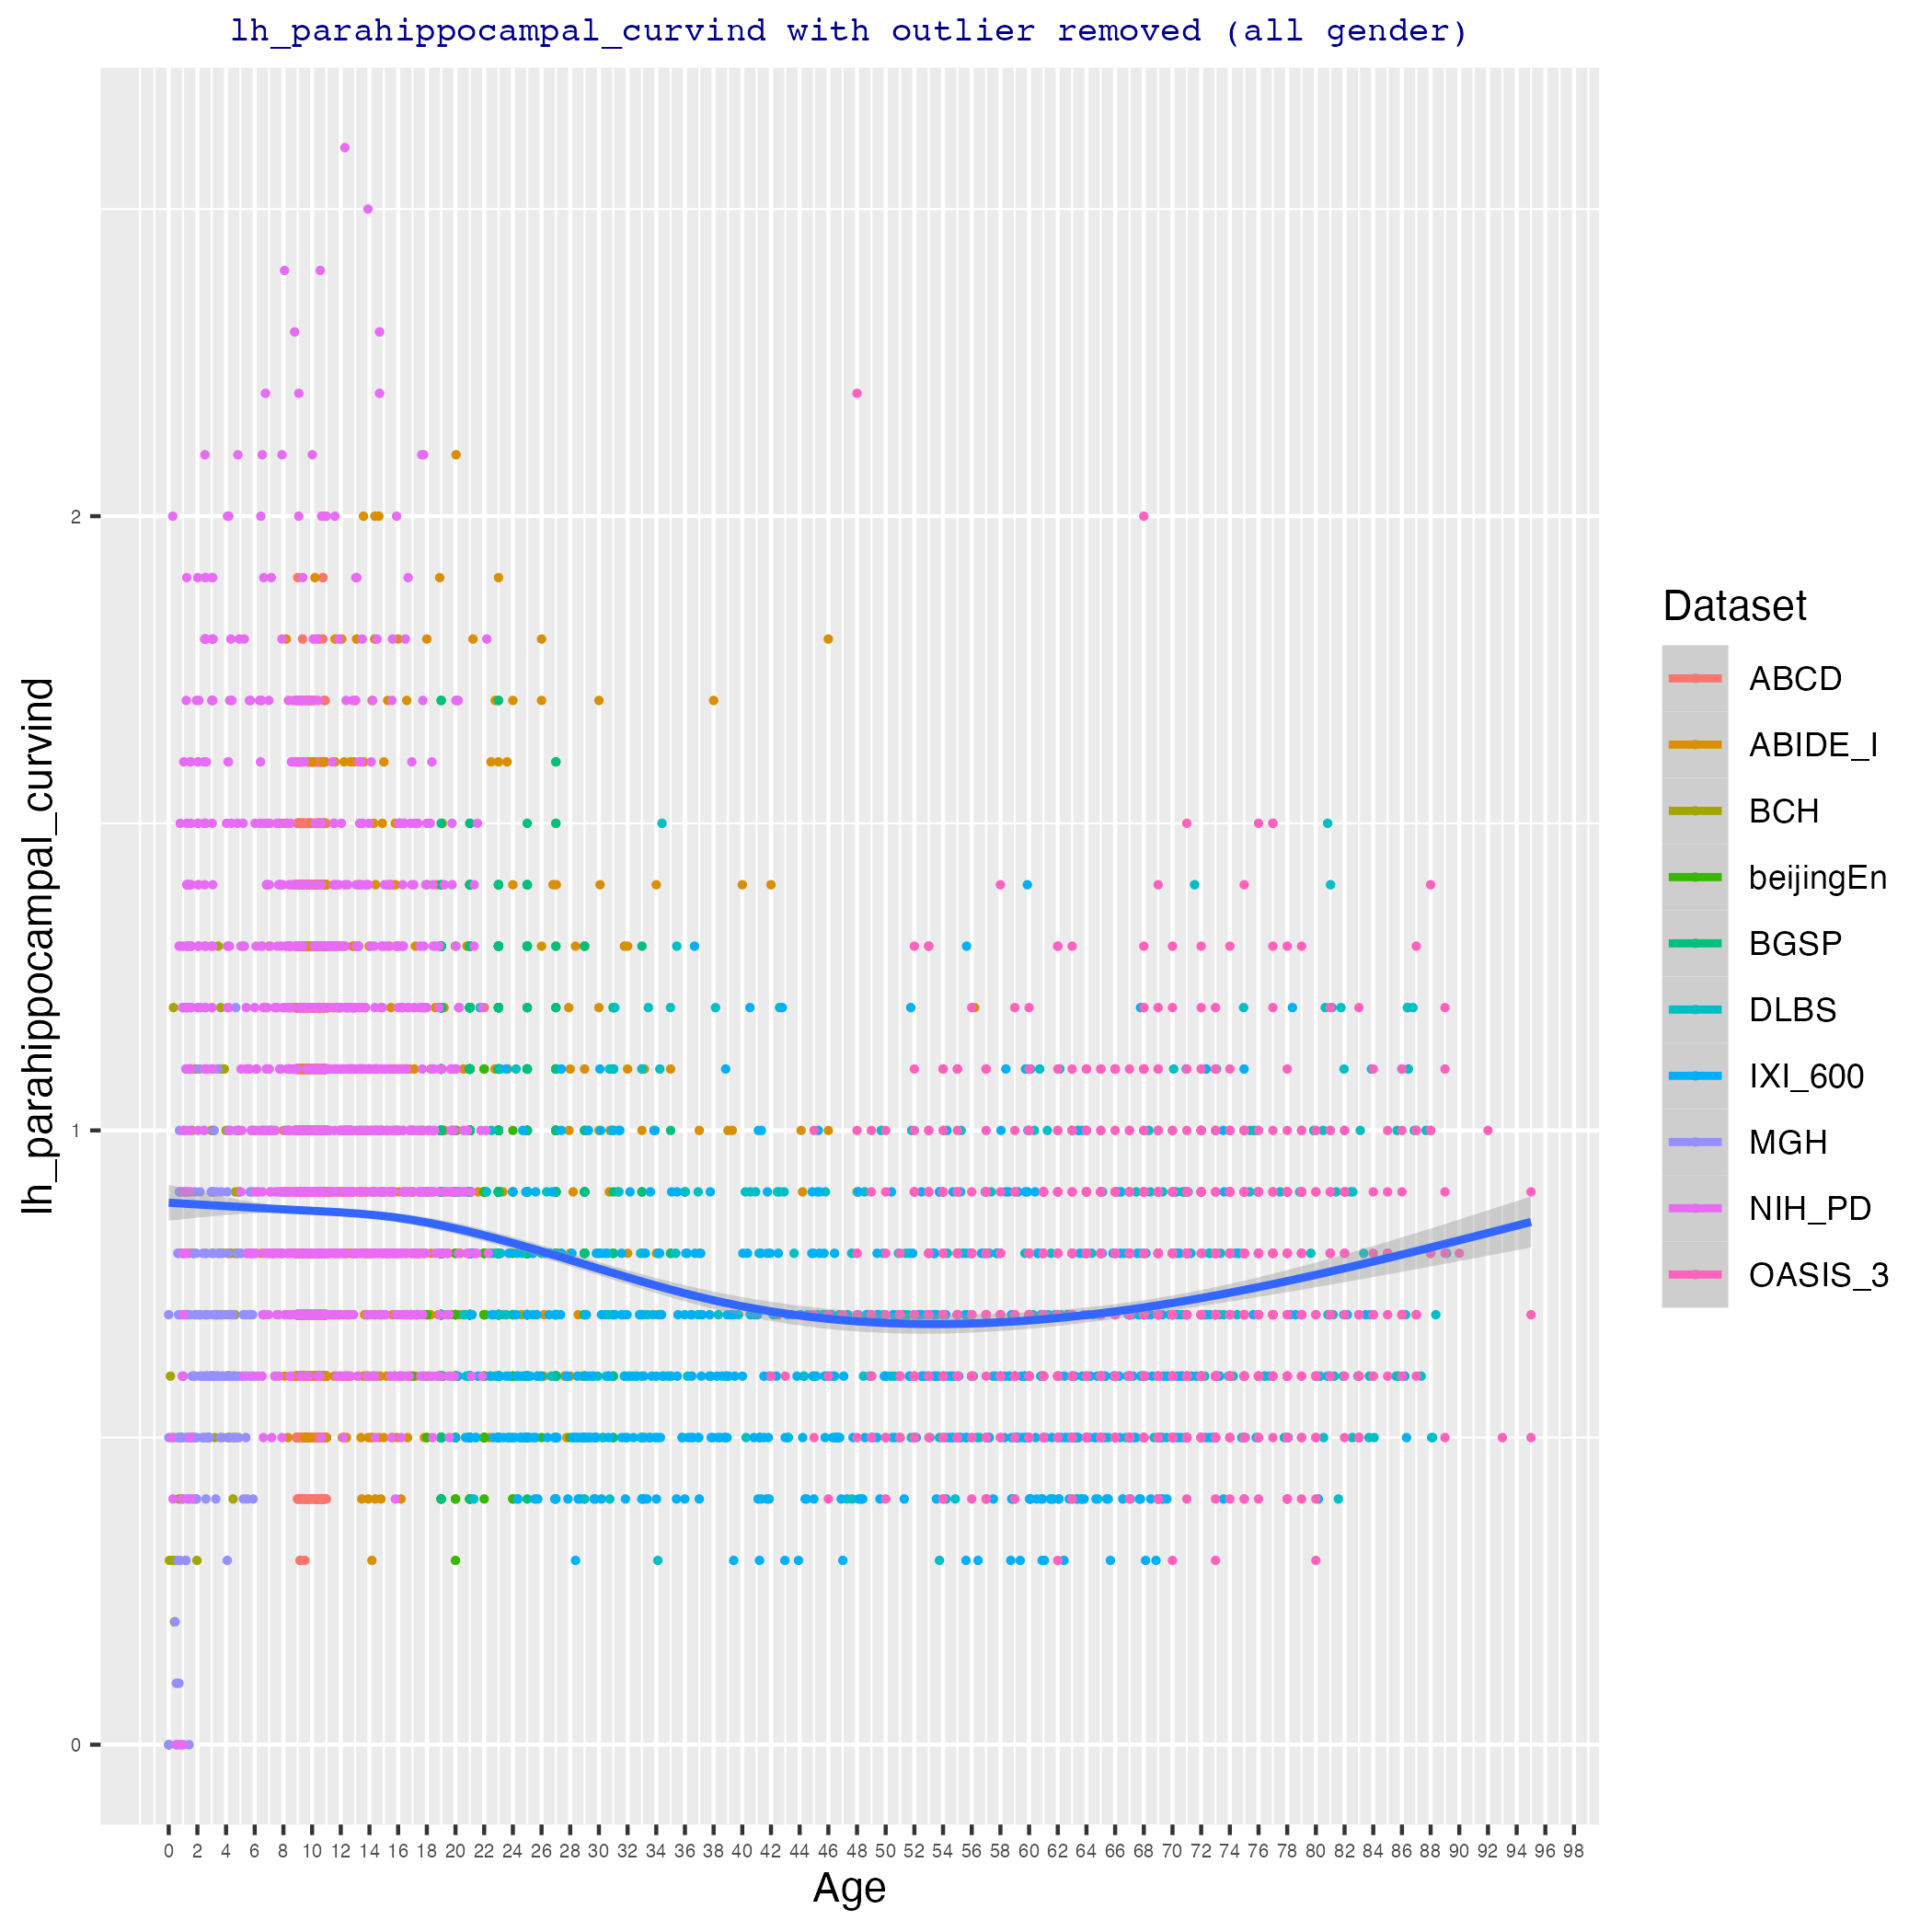 lh_parahippocampal_curvind with outlier removed (all gender)
lh_parahippocampal_curvind
2
1
0
0 2 4 6 8 10 12 14 16 18 20 22 24 26 28 30 32 34 36 38 40 42 44 46 48 50 52 54 56 58 60 62 64 66 68 70 72 74 76 78 80 82 84 86 88 90 92 94 96 98
Age
Dataset
ABCD
ABIDE_I
BCH
beijingEn
BGSP
DLBS
IXI_600
MGH
NIH_PD
OASIS_3